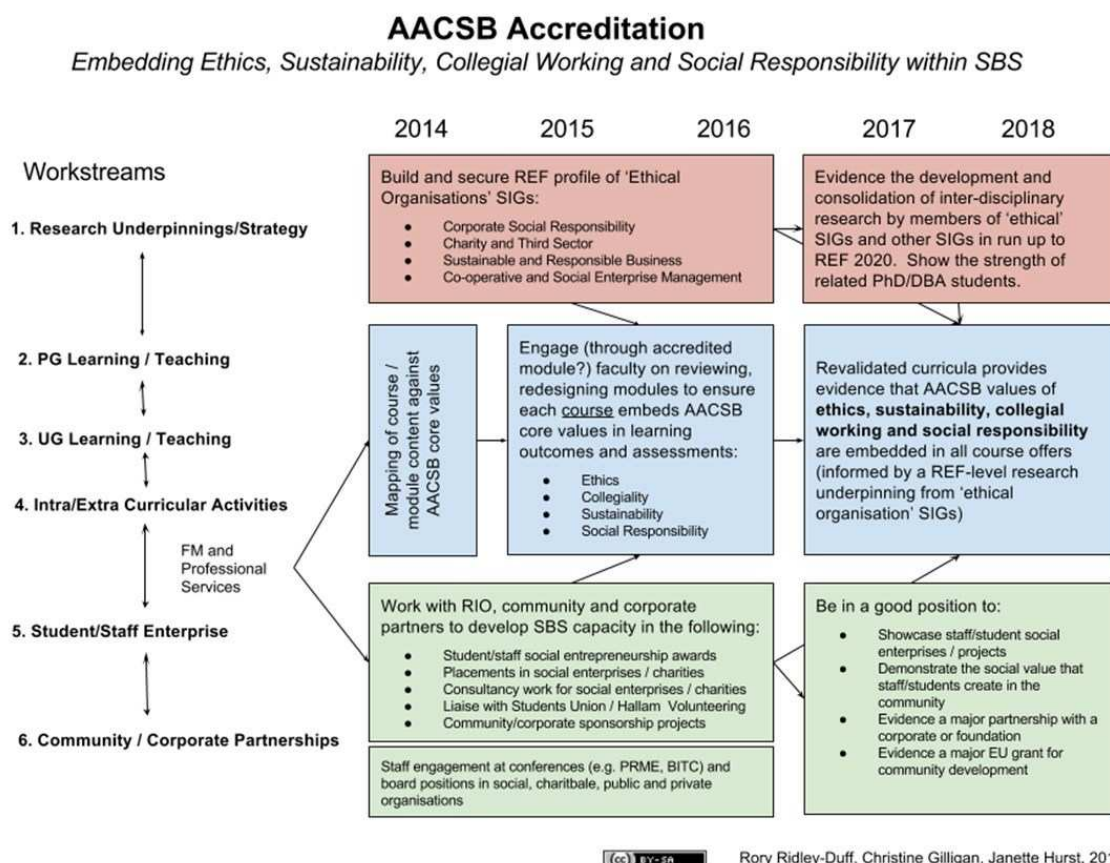 AACSB Accreditation
Embedding Ethics, Sustainability, Collegial Working and Social Responsibility within SBS
2014
2015
2016
2017
2018
Workstreams
1. Research Underpinnings/Strategy
2. PG Learning / Teaching
3. UG Learning / Teaching
4. Intra/Extra Curricular Activities
FM and
Professional
Services
5. Student/Staff Enterprise
6. Community / Corporate Partnerships
Build and secure REF profile of ‘Ethical
Organisations’ SIGs:
● Corporate Social Responsibility
● Charity and Third Sector
● Sustainable and Responsible Business
● Co-operative and Social Enterprise Management
Evidence the development and
consolidation of inter-disciplinary
research by members of ‘ethical’
SIGs and other SIGs in run up to
REF 2020. Show the strength of
related PhD/DBA students.
Mapping of course /
module content against
AACSB core values
Engage (through accredited
module?) faculty on reviewing,
redesigning modules to ensure
each course embeds AACSB
core values in learning
outcomes and assessments:
● Ethics
● Collegiality
● Sustainability
● Social Responsibility
Revalidated curricula provides
evidence that AACSB values of
ethics, sustainability, collegial
working and social responsibility
are embedded in all course offers
(informed by a REF-level research
underpinning from ‘ethical
organisation’ SIGs)
Work with RIO, community and corporate
partners to develop SBS capacity in the following:
● Student/staff social entrepreneurship awards
● Placements in social enterprises / charities
● Consultancy work for social enterprises / charities
● Liaise with Students Union / Hallam Volunteering
● Community/corporate sponsorship projects
Staff engagement at conferences (e.g. PRME, BITC) and
board positions in social, charitbale, public and private
organisations
Be in a good position to:
● Showcase staff/student social
enterprises / projects
● Demonstrate the social value that
staff/students create in the
community
● Evidence a major partnership with a
corporate or foundation
● Evidence a major EU grant for
community development
(cc) BY-SA
Rory Ridley-Duff, Christine Gilligan, Janette Hurst,